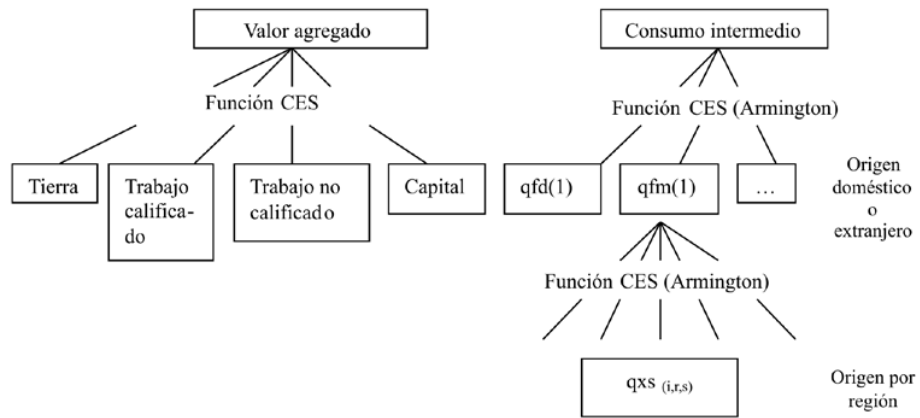 Valor agregado
Consumo intermedio
Función CES
Función CES (Armington)
Tierra
Trabajo
califica-
do
Trabajo no
calificado
Capital
qfd(1)
qfm(1)
...
Origen
doméstico
o
extranjero
Función CES (Armington)
qxs (i,r,s)
Origen por
región